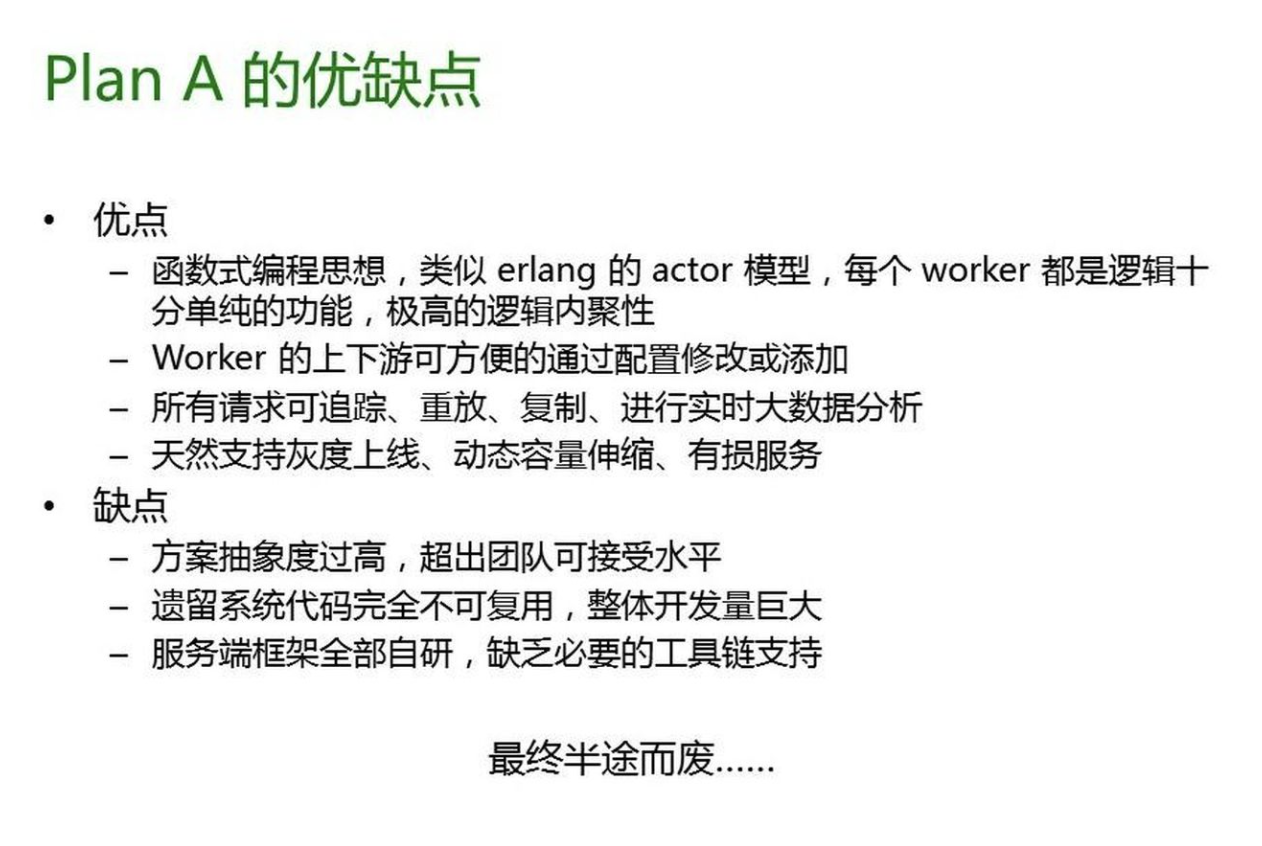 Plan A 的优缺点
• 优点
– 函数式编程思想，类似 erlang 的 actor 模型，每个 worker 都是逻辑十
分单纯的功能，极高的逻辑内聚性
– Worker 的上下游可方便的通过配置修改或添加
– 所有请求可追踪、重放、复制、进行实时大数据分析
– 天然支持灰度上线、动态容量伸缩、有损服务
• 缺点
– 方案抽象度过高，超出团队可接受水平
– 遗留系统代码完全不可复用，整体开发量巨大
– 服务端框架全部自研，缺乏必要的工具链支持
最终半途而废……